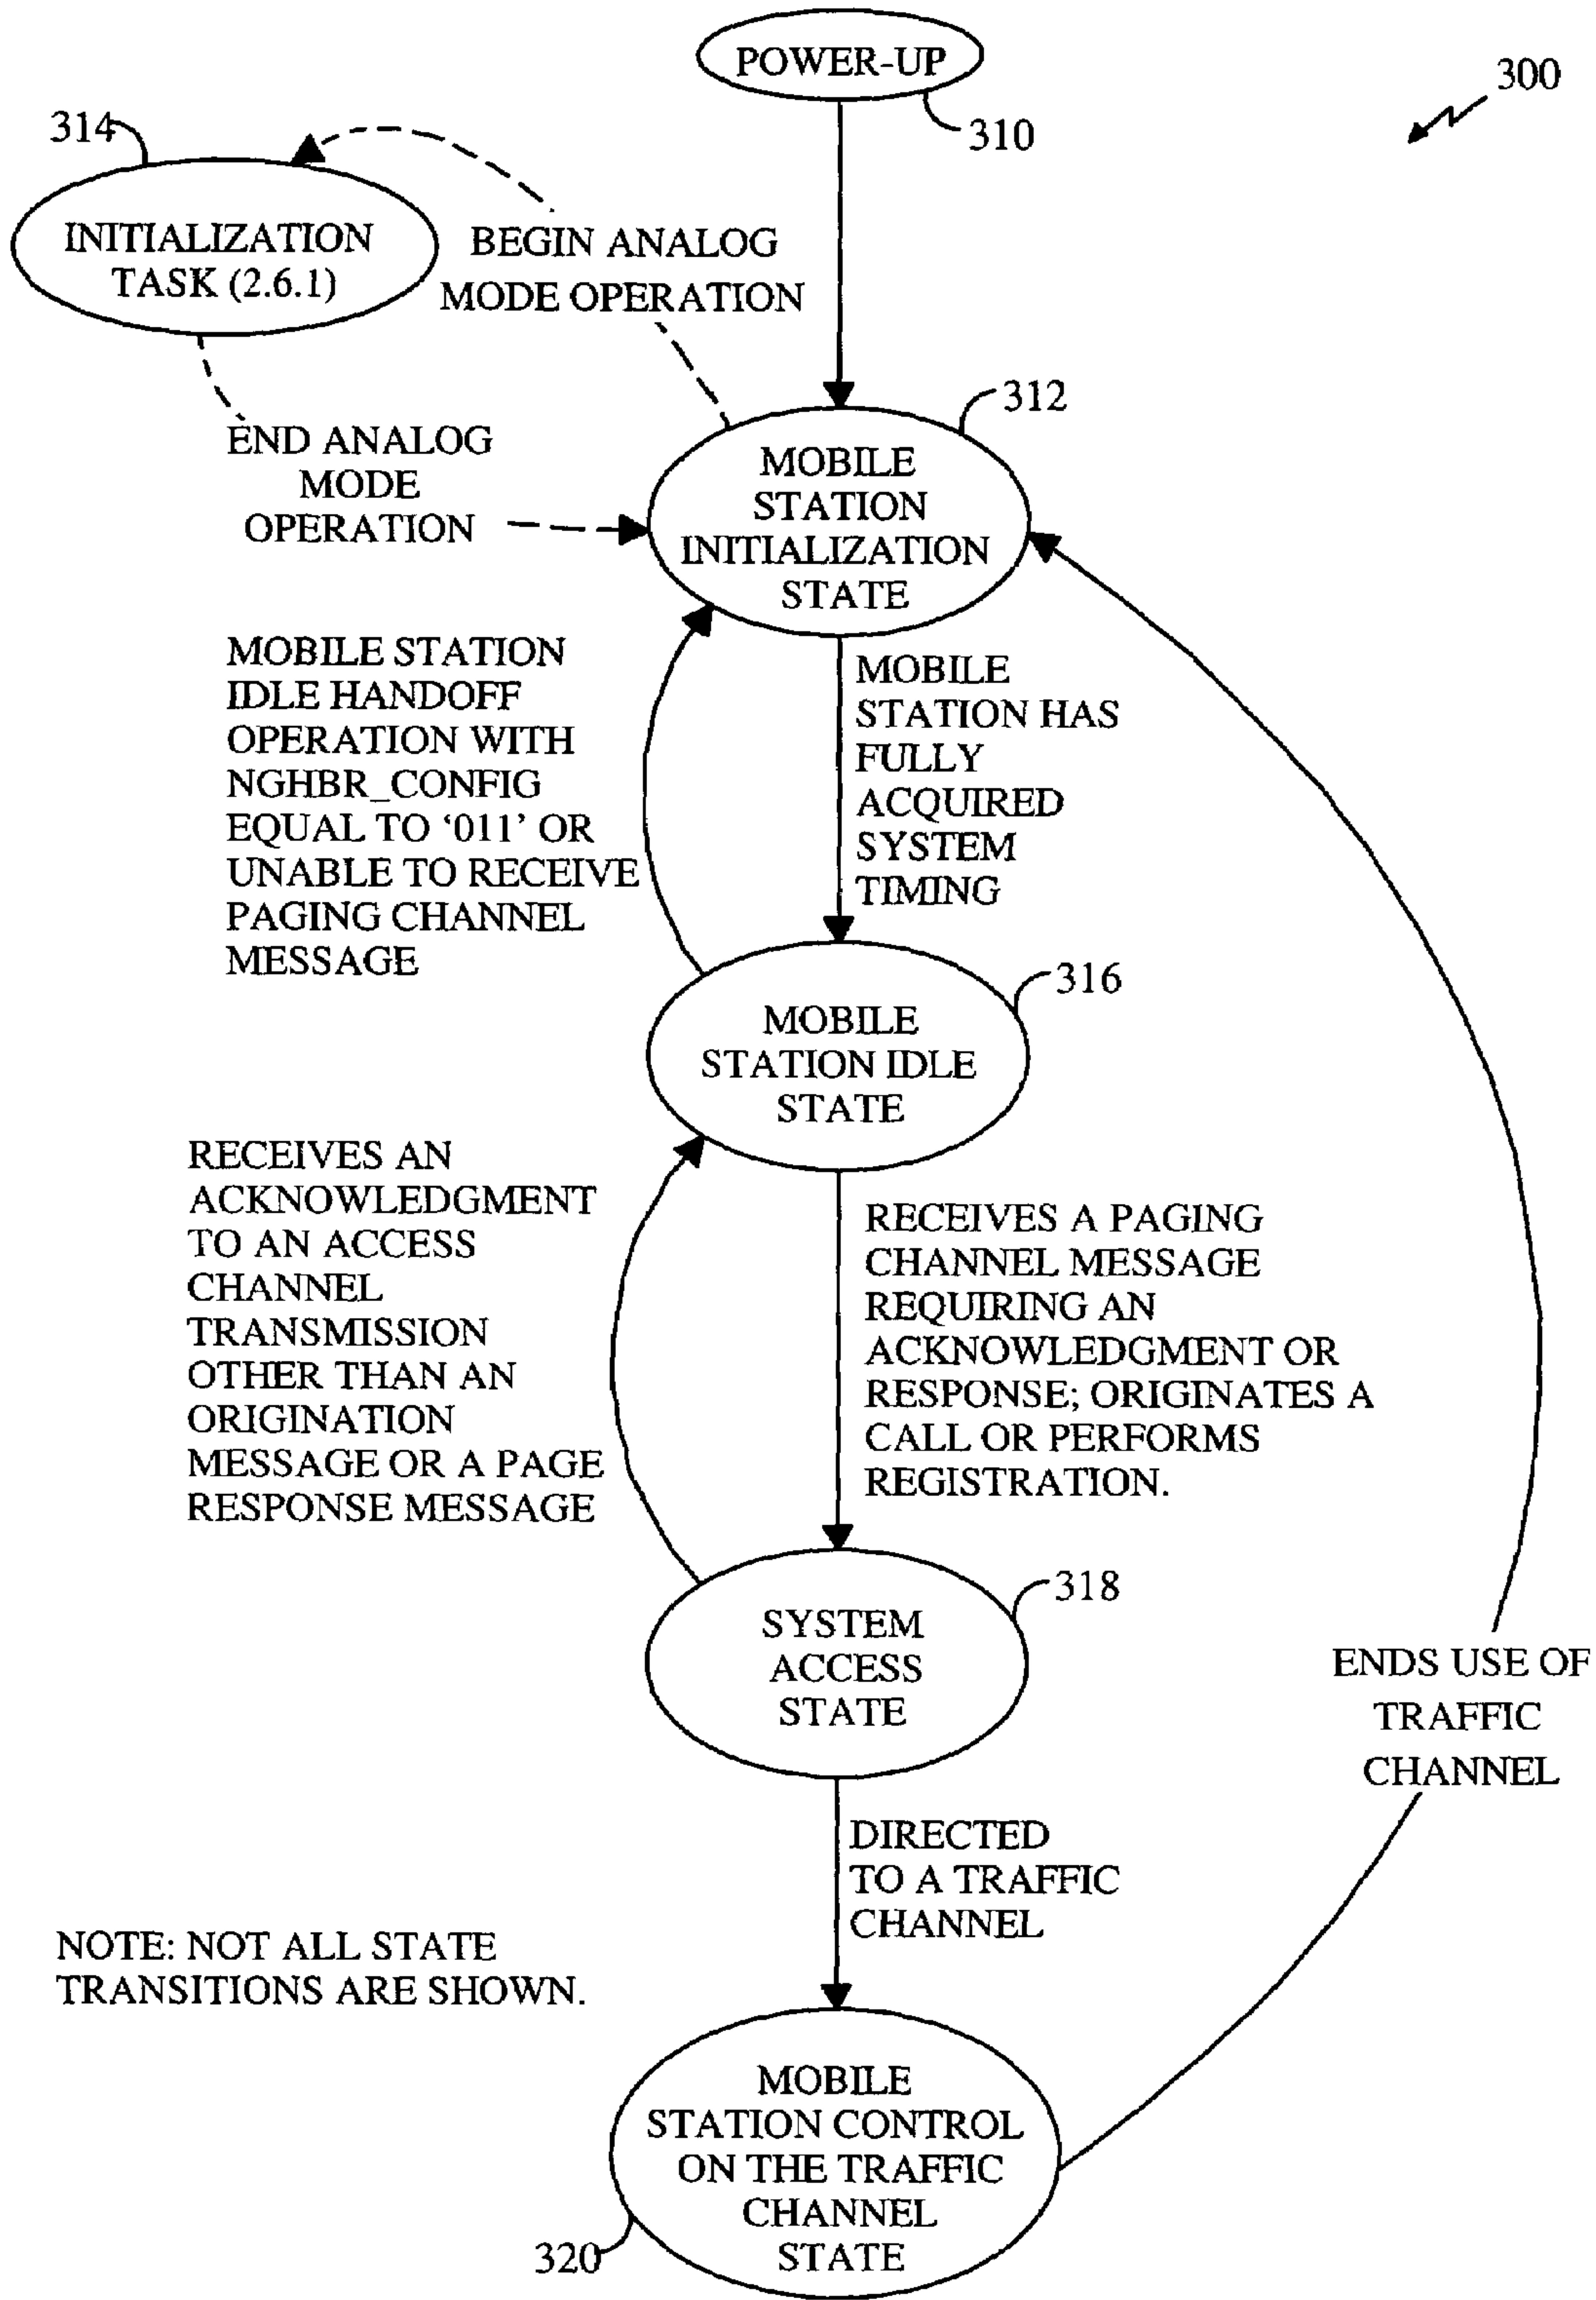 POWER-UP
300
310
314
INITIALIZATION
TASK (2.6.1)
BEGIN ANALOG
MODE OPERATION
END ANALOG
MODE
OPERATION
312
MOBILE
STATION
INITIALIZATION
STATE
MOBILE STATION
IDLE HANDOFF
OPERATION WITH
NGHBR_CONFIG
EQUAL TO ‘011’ OR
UNABLE TO RECEIVE
PAGING CHANNEL
MESSAGE
MOBILE
STATION HAS
FULLY
ACQUIRED
SYSTEM
TIMING
316
MOBILE
STATION IDLE
STATE
RECEIVES AN
ACKNOWLEDGMENT
TO AN ACCESS
CHANNEL
TRANSMISSION
OTHER THAN AN
ORIGINATION
MESSAGE OR A PAGE
RESPONSE MESSAGE
RECEIVES A PAGING
CHANNEL MESSAGE
REQUIRING AN
ACKNOWLEDGMENT OR
RESPONSE; ORIGINATES A
CALL OR PERFORMS
REGISTRATION.
318
SYSTEM
ACCESS
STATE
ENDS USE OF
TRAFFIC
CHANNEL
DIRECTED
TO A TRAFFIC
CHANNEL
NOTE: NOT ALL STATE
TRANSITIONS ARE SHOWN.
MOBILE
STATION CONTROL
ON THE TRAFFIC
CHANNEL
STATE
320